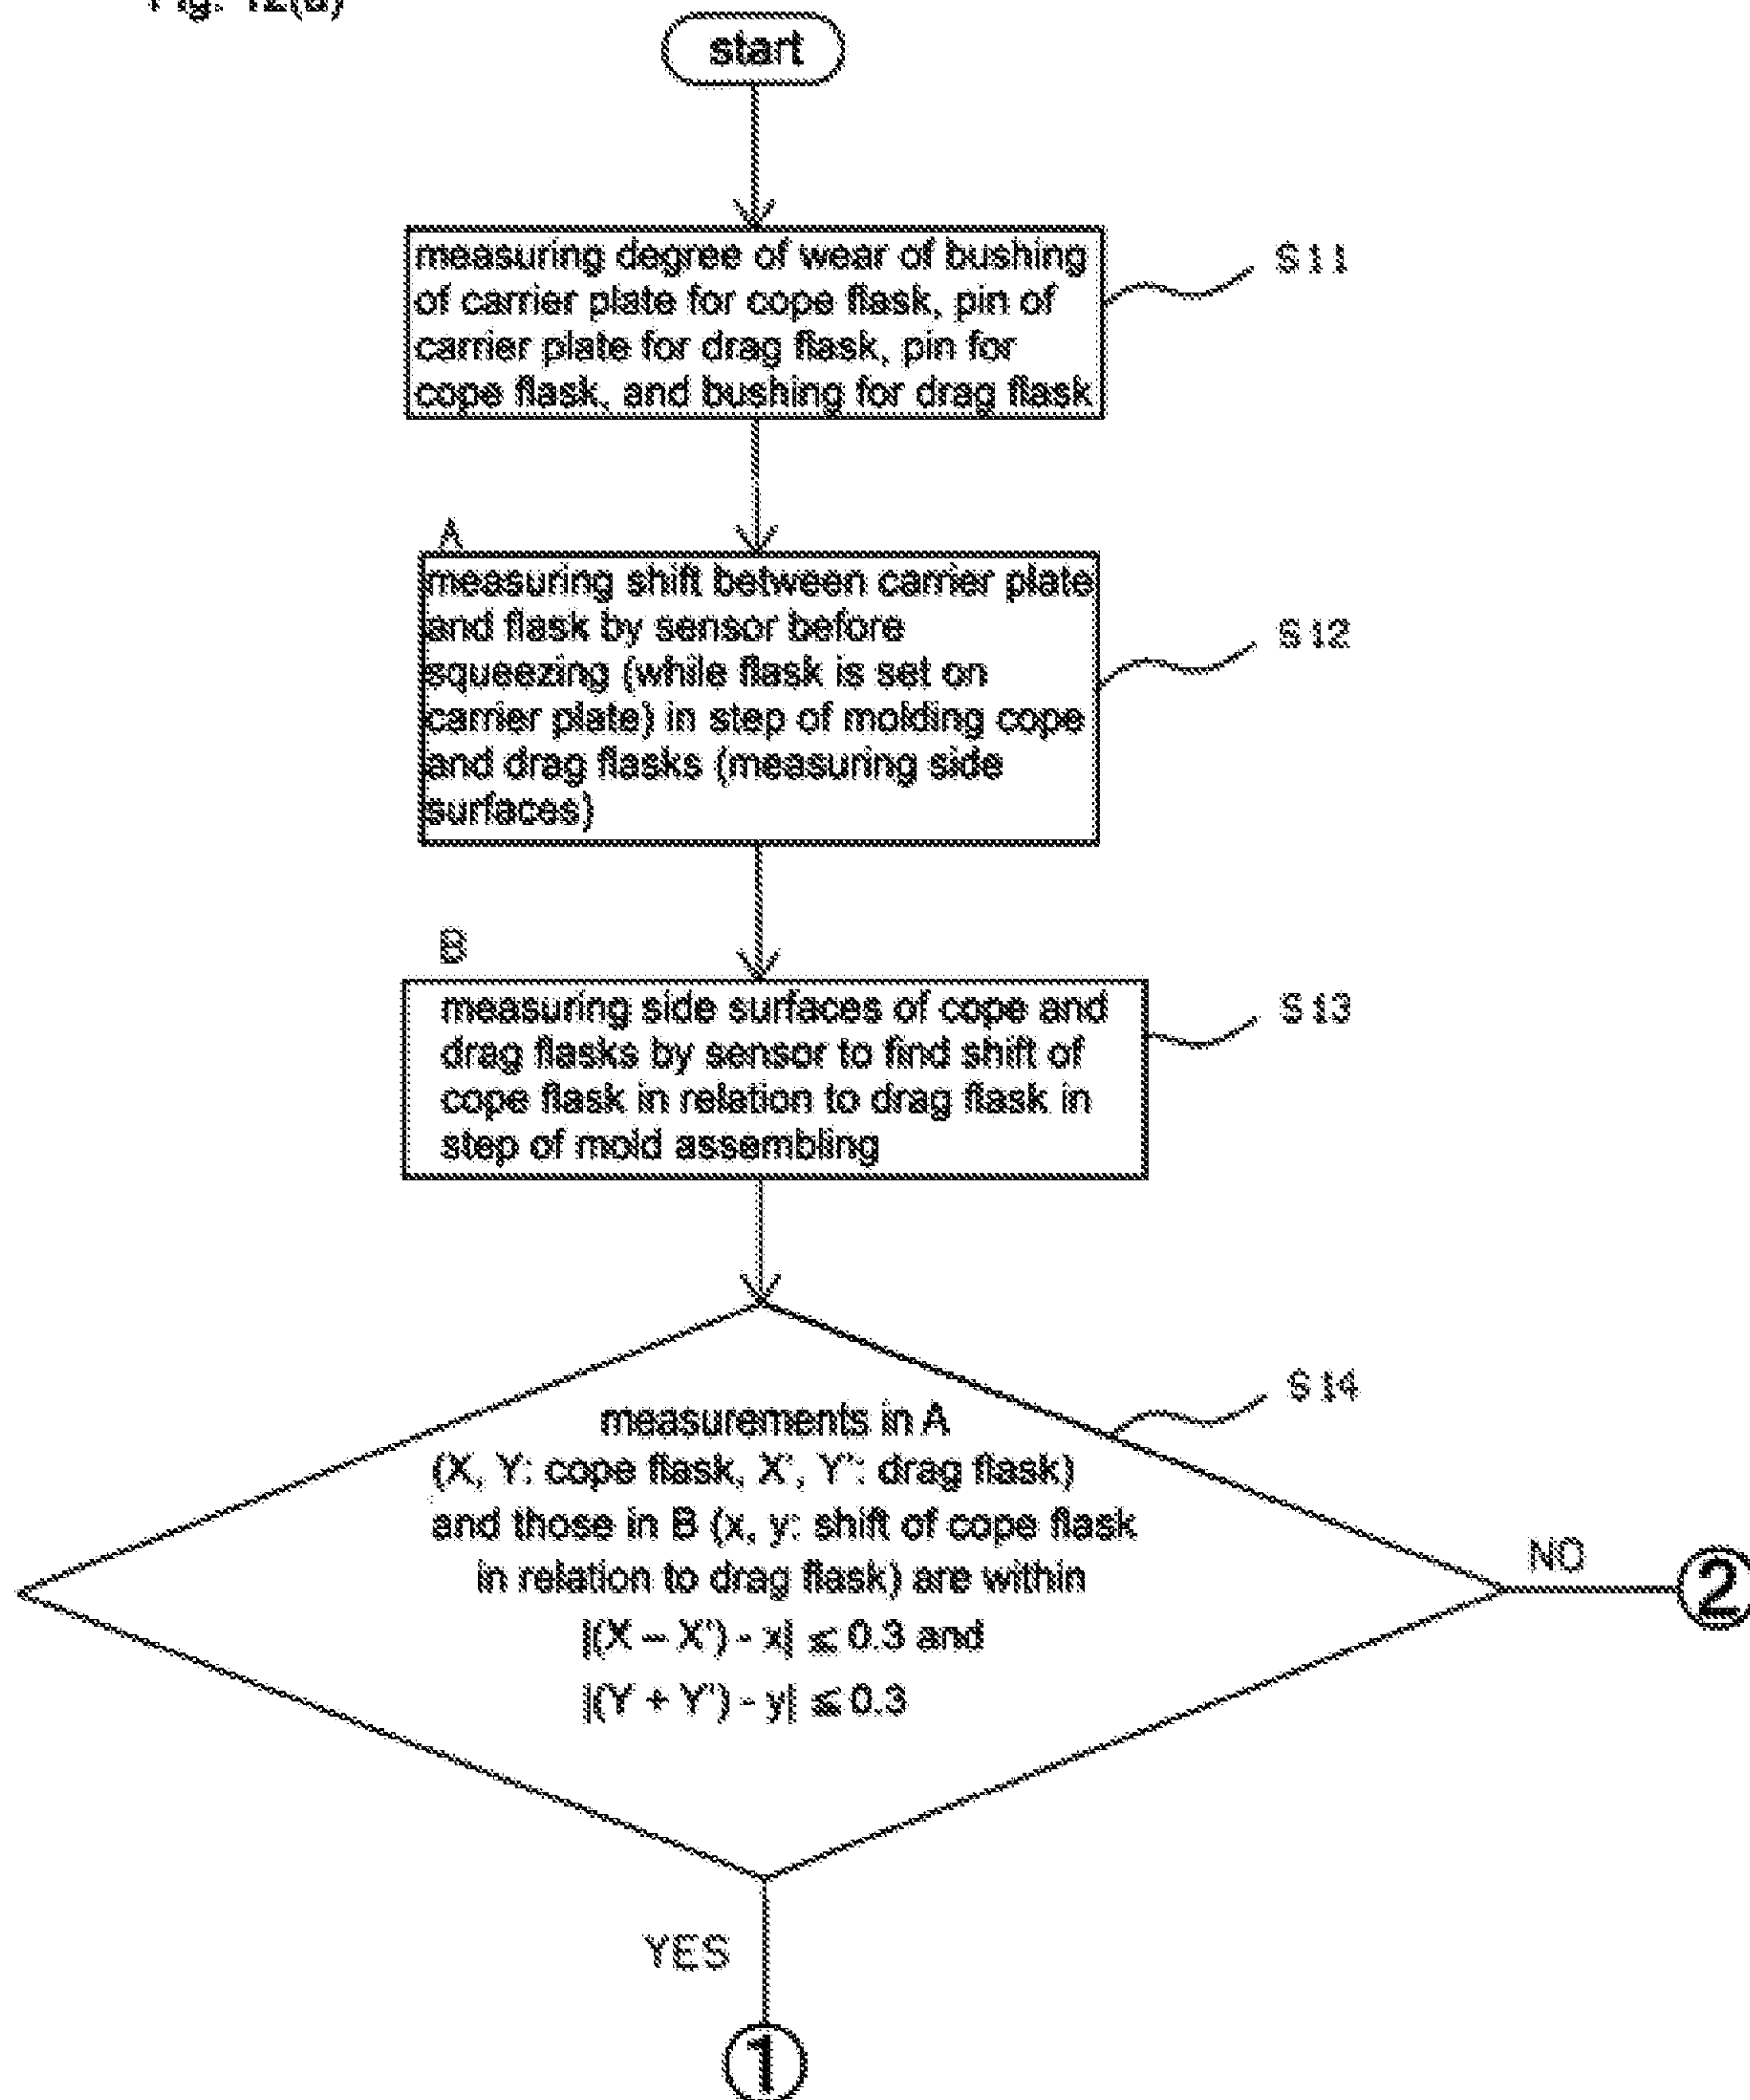 Fig. 12(a)
start
measuring degree of wear of bushing
of carrier plate for cope flask, pin of
carrier plate for drag flask, pin for
cope flask, and bushing for drag flask
S11
A
measuring shift between carrier plate
and flask by sensor before
squeezing (while flask is set on
carrier plate) in step of molding cope
and drag flasks (measuring side
surfaces)
S12
B
measuring side surfaces of cope and
drag flasks by sensor to find shift of
cope flask in relation to drag flask in
step of mold assembling
S13
S14
measurements in A
(X, Y: cope flask, X', Y': drag flask)
and those in B (x, y: shift of cope flask
in relation to drag flask) are within
|(X – X') - x| ≦ 0.3 and
|(Y + Y') - y| ≦ 0.3
NO
②
YES
①